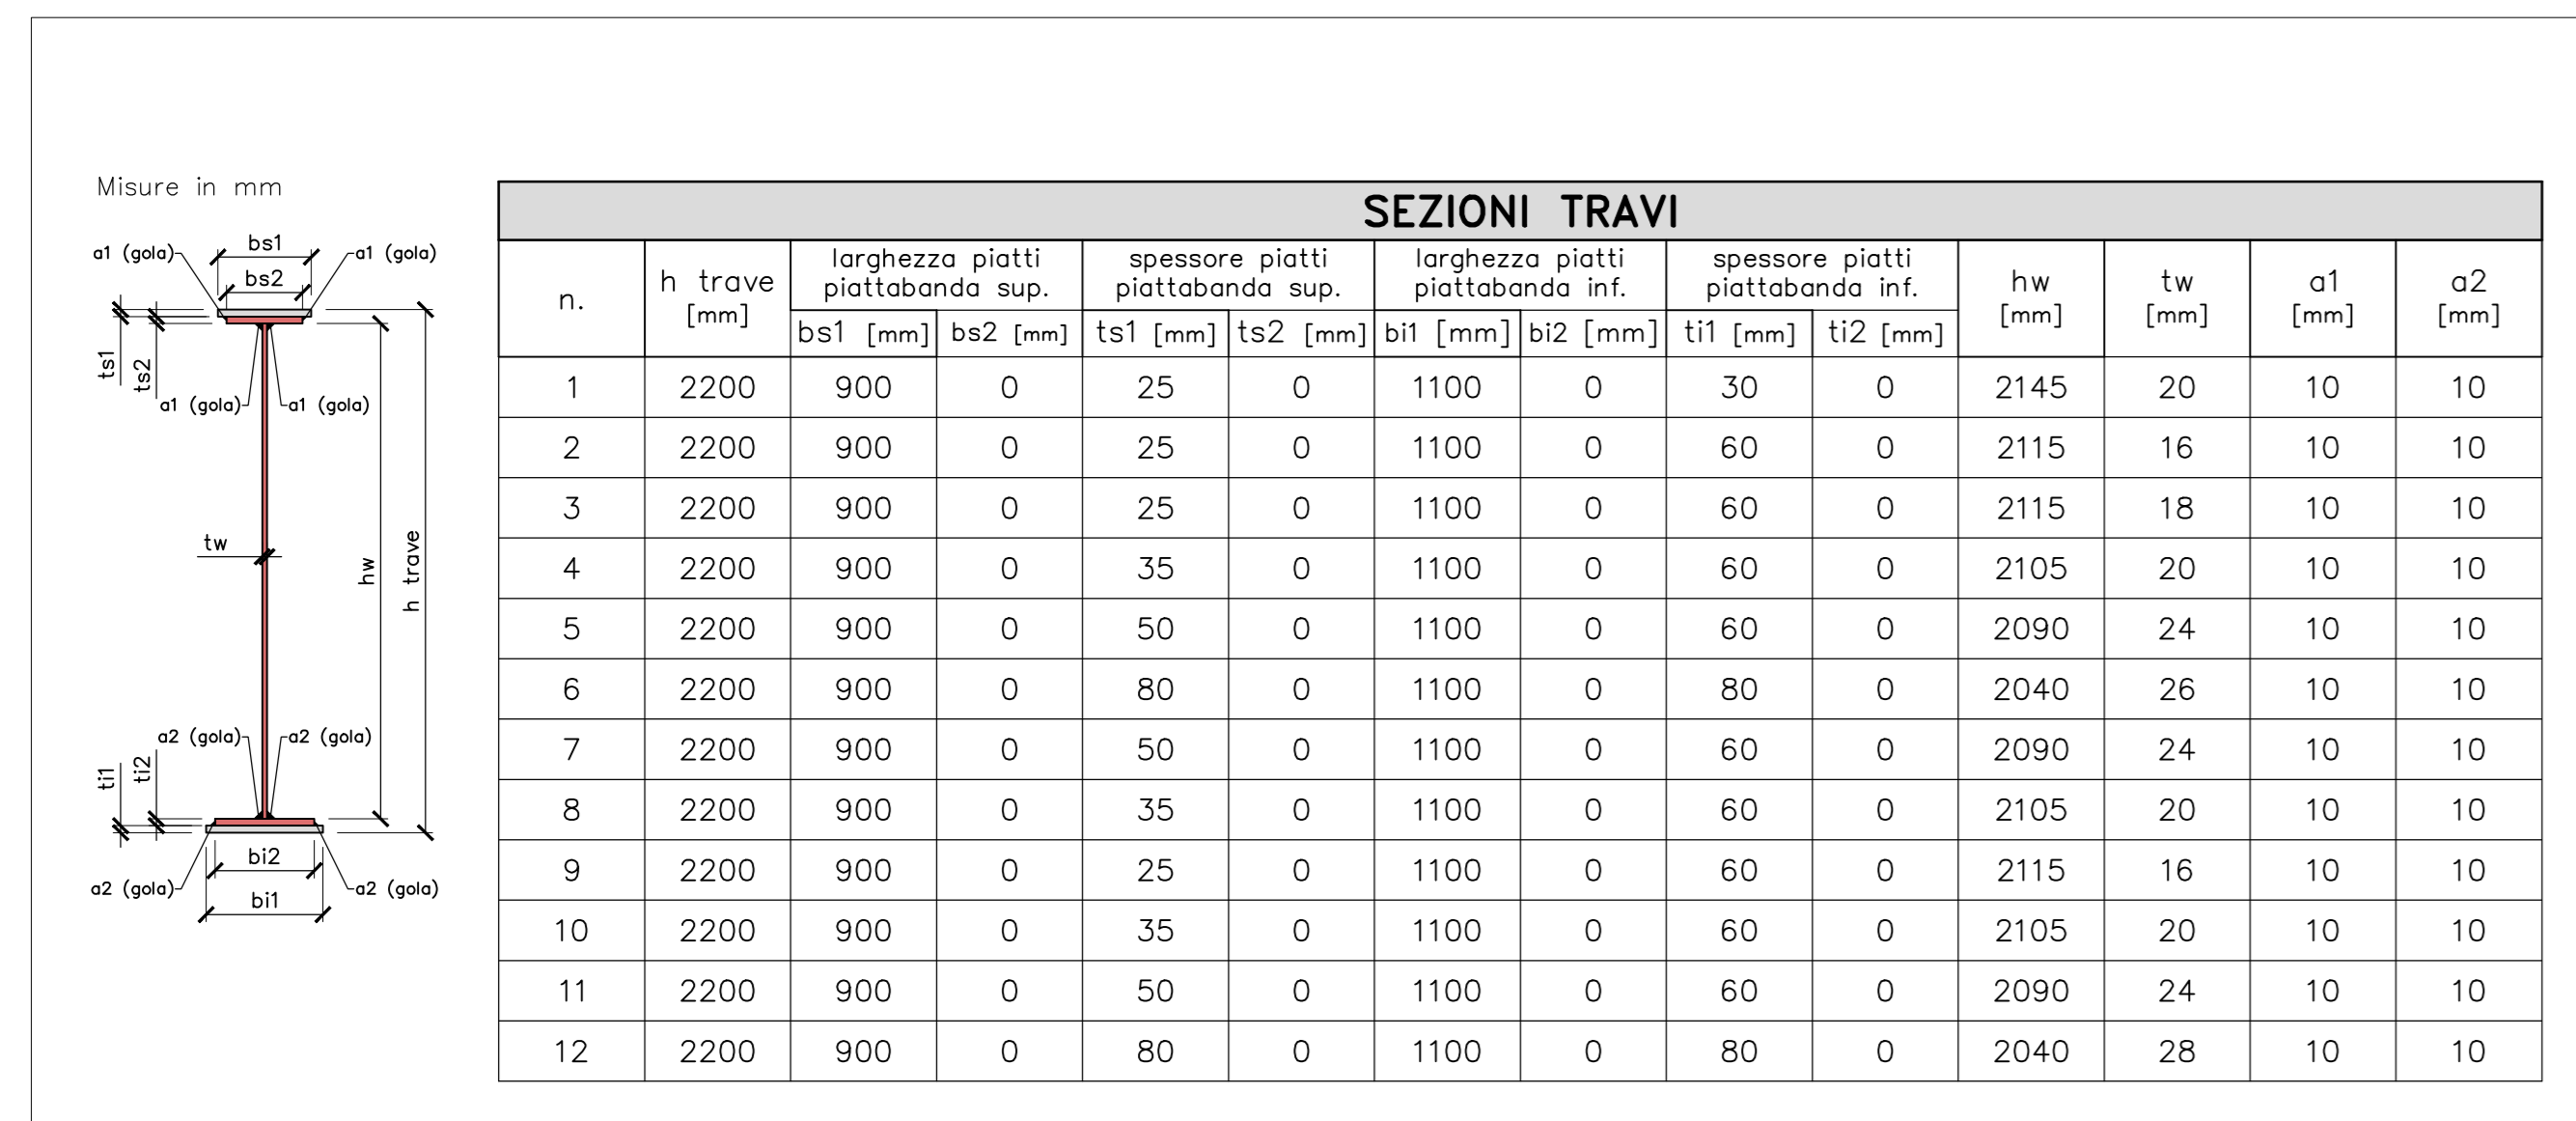 Misure in mm
a1 (gola)
bs1
a1 (gola)
bs2
ts1
ts2
a1 (gola)
a1 (gola)
tw
hw
h trave
a2 (gola)
a2 (gola)
ti1
ti2
bi2
a2 (gola)
a2 (gola)
bi1
SEZIONI TRAVI
n.
h trave
[mm]
larghezza piatti
piattabanda sup.
spessore piatti
piattabanda sup.
larghezza piatti
piattabanda inf.
spessore piatti
piattabanda inf.
hw
[mm]
tw
[mm]
a1
[mm]
a2
[mm]
bs1 [mm] bs2 [mm] ts1 [mm] ts2 [mm] bi1 [mm] bi2 [mm] ti1 [mm] ti2 [mm]
1 2200 900 0 25 0 1100 0 30 0 2145 20 10 10
2 2200 900 0 25 0 1100 0 60 0 2115 16 10 10
3 2200 900 0 25 0 1100 0 60 0 2115 18 10 10
4 2200 900 0 35 0 1100 0 60 0 2105 20 10 10
5 2200 900 0 50 0 1100 0 60 0 2090 24 10 10
6 2200 900 0 80 0 1100 0 80 0 2040 26 10 10
7 2200 900 0 50 0 1100 0 60 0 2090 24 10 10
8 2200 900 0 35 0 1100 0 60 0 2105 20 10 10
9 2200 900 0 25 0 1100 0 60 0 2115 16 10 10
10 2200 900 0 35 0 1100 0 60 0 2105 20 10 10
11 2200 900 0 50 0 1100 0 60 0 2090 24 10 10
12 2200 900 0 80 0 1100 0 80 0 2040 28 10 10